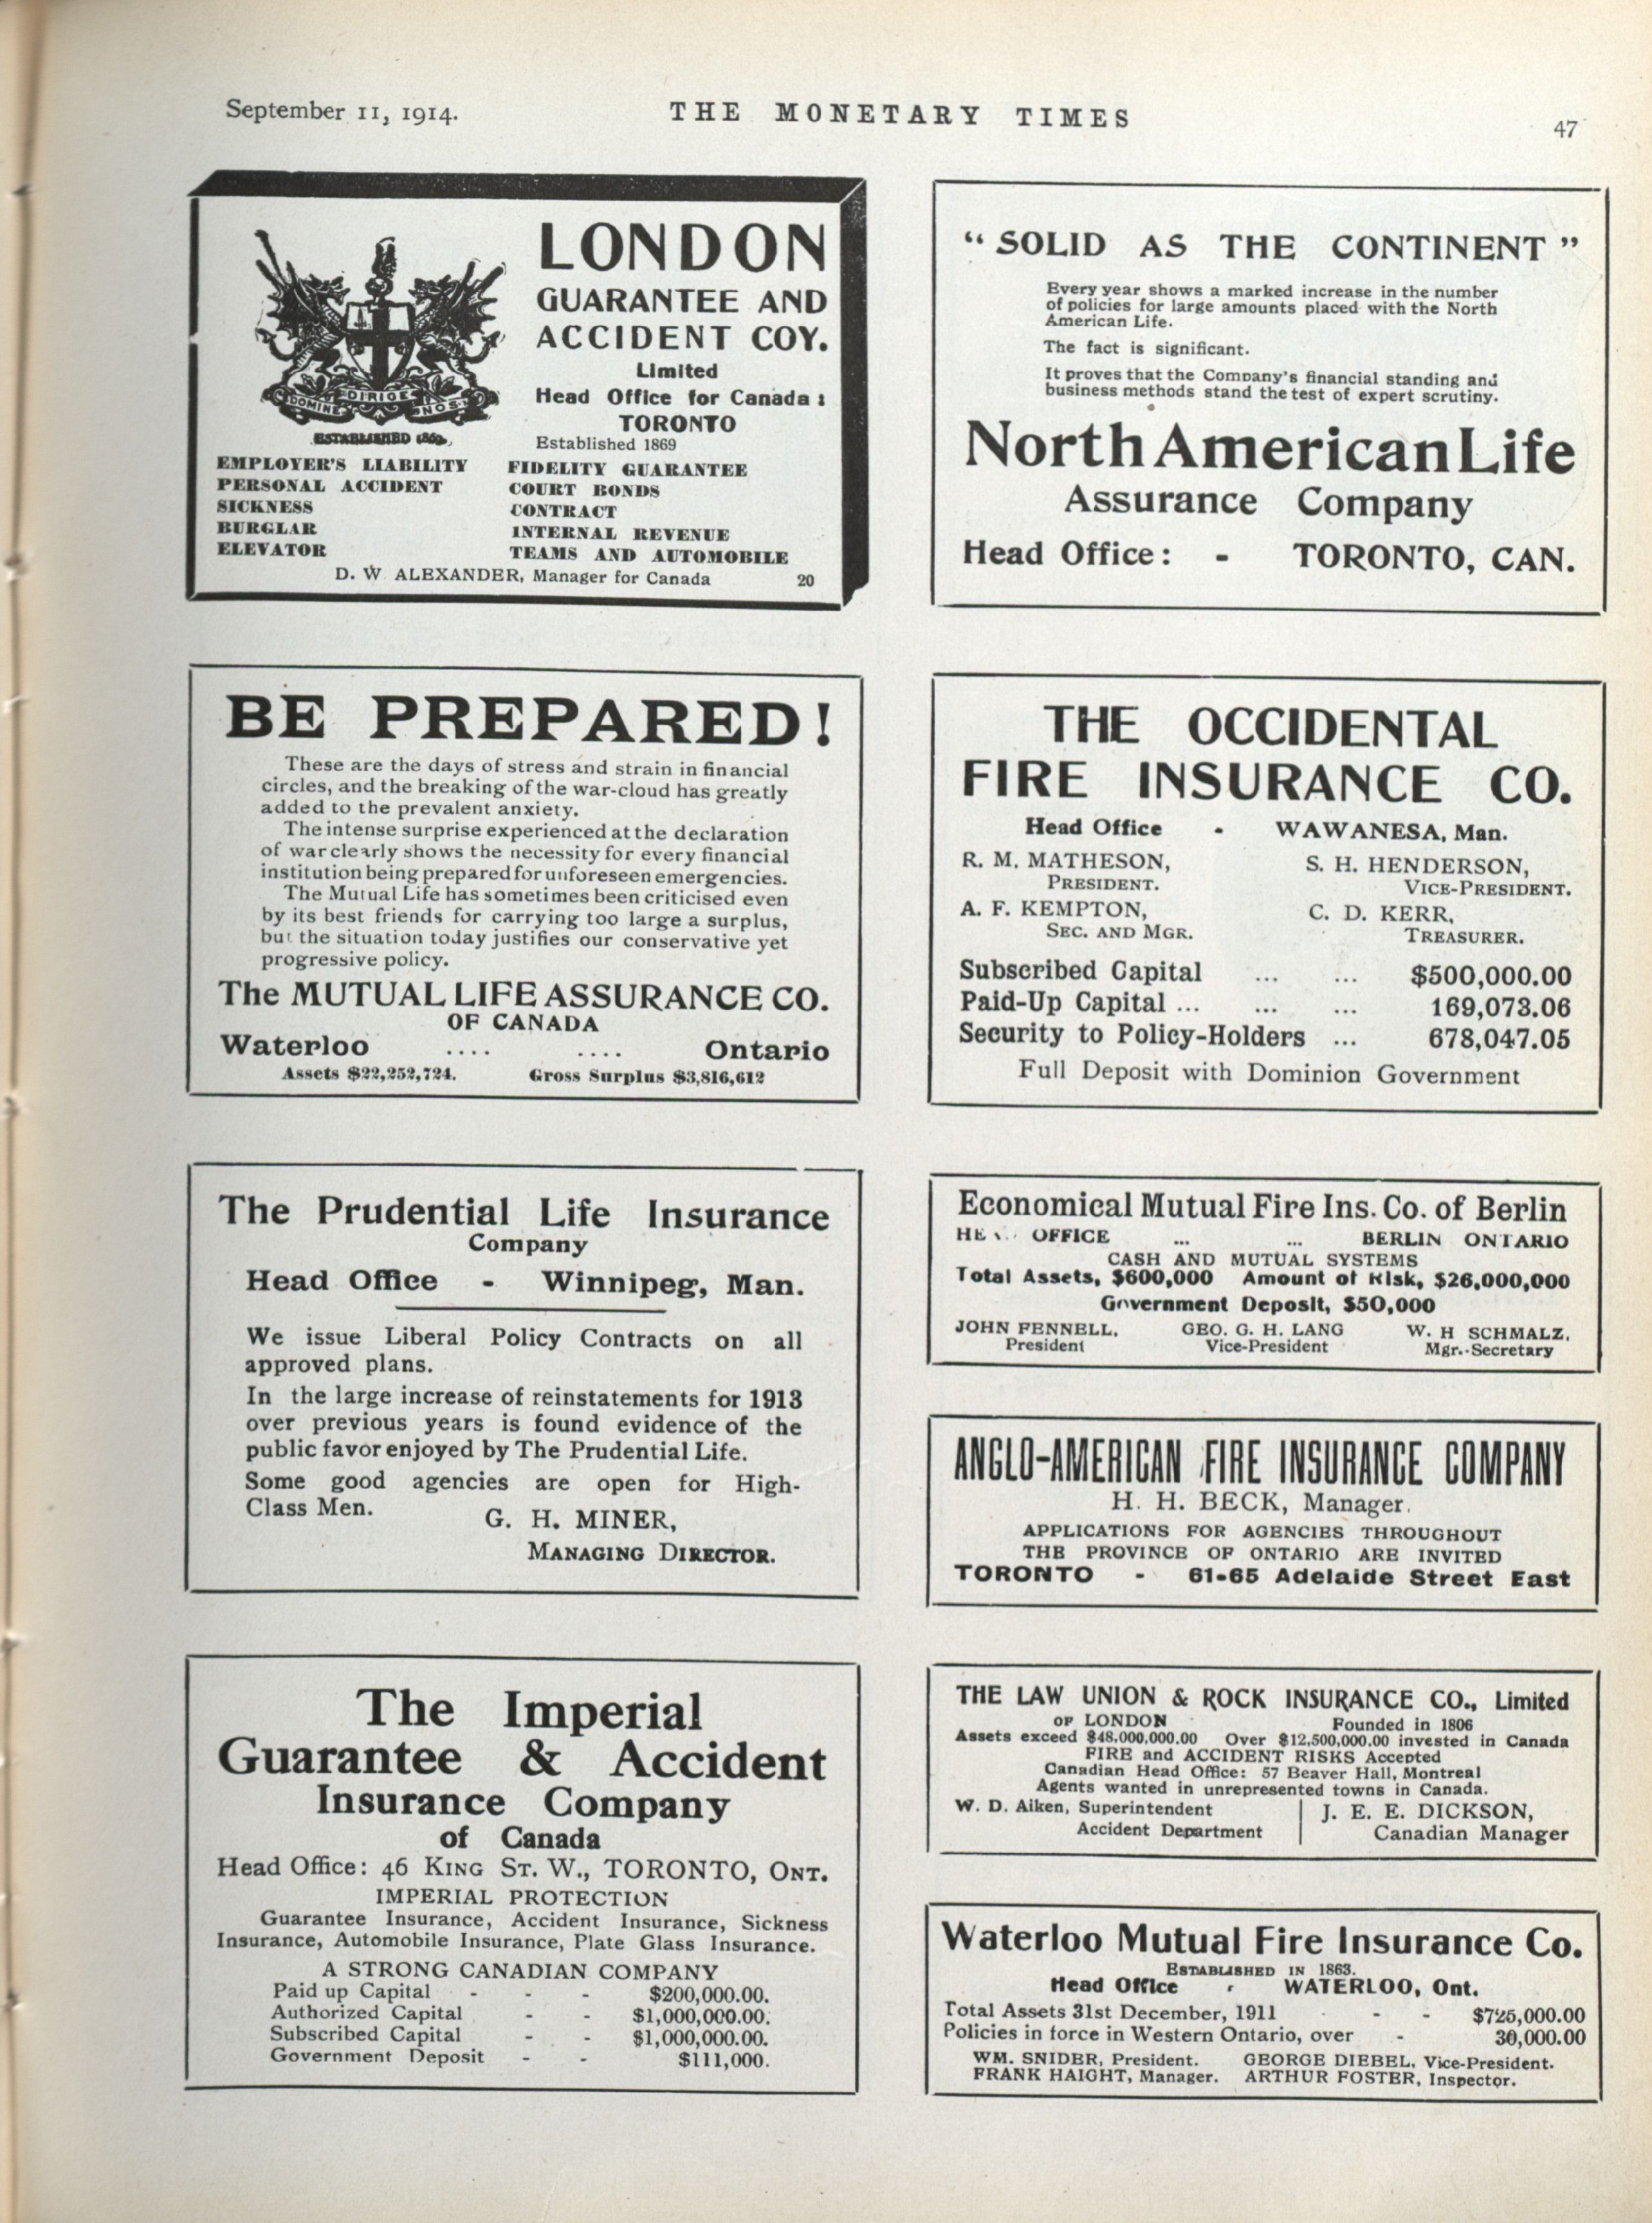 September 11, 1914.
THE MONETARY TIMES
47
LONDON
GUARANTEE AND
ACCIDENT COY.
Limited
Head Office for Canada:
TORONTO
Established 1869
DOMINE DIRIGE NOS
ESTABLISHED 1869
EMPLOYER'S LIABILITY
PERSONAL ACCIDENT
SICKNESS
BURGLAR
ELEVATOR
FIDELITY GUARANTEE
COURT BONDS
CONTRACT
INTERNAL REVENUE
TEAMS AND AUTOMOBILE
D. W. ALEXANDER, Manager for Canada 20
BE PREPARED!
These are the days of stress and strain in financial
circles, and the breaking of the war-cloud has greatly
added to the prevalent anxiety.
The intense surprise experienced at the declaration
of war clearly shows the necessity for every financial
institution being prepared for unforeseen emergencies.
The Mutual Life has sometimes been criticised even
by its best friends for carrying too large a surplus,
but the situation today justifies our conservative yet
progressive policy.
The MUTUAL LIFE ASSURANCE CO.
OF CANADA
Waterloo .... .... Ontario
Assets $22,252,724. Gross Surplus $3,816,612
The Prudential Life Insurance
Company
Head Office - Winnipeg, Man.
We issue Liberal Policy Contracts on all
approved plans.
In the large increase of reinstatements for 1913
over previous years is found evidence of the
public favor enjoyed by The Prudential Life.
Some good agencies are open for High-
Class Men.
G. H. MINER,
MANAGING DIRECTOR.
The Imperial
Guarantee & Accident
Insurance Company
of Canada
Head Office: 46 KING ST. W., TORONTO, ONT.
IMPERIAL PROTECTION
Guarantee Insurance, Accident Insurance, Sickness
Insurance, Automobile Insurance, Plate Glass Insurance.
A STRONG CANADIAN COMPANY
Paid up Capital - - - $200,000.00.
Authorized Capital - - $1,000,000.00.
Subscribed Capital - - $1,000,000.00.
Government Deposit - - $111,000.
"SOLID AS THE CONTINENT"
Every year shows a marked increase in the number
of policies for large amounts placed with the North
American Life.
The fact is significant.
It proves that the Company's financial standing and
business methods stand the test of expert scrutiny.
North American Life
Assurance Company
Head Office: - TORONTO, CAN.
THE OCCIDENTAL
FIRE INSURANCE CO.
Head Office - WAWANESA, Man.
R. M. MATHESON,
PRESIDENT.
S. H. HENDERSON,
VICE-PRESIDENT.
A. F. KEMPTON,
SEC. AND MGR.
C. D. KERR,
TREASURER.
Subscribed Capital ... ... $500,000.00
Paid-Up Capital ... ... ... 169,073.06
Security to Policy-Holders ... 678,047.05
Full Deposit with Dominion Government
Economical Mutual Fire Ins. Co. of Berlin
HEAD OFFICE ... ... BERLIN ONTARIO
CASH AND MUTUAL SYSTEMS
Total Assets, $600,000 Amount of Risk, $26,000,000
Government Deposit, $50,000
JOHN FENNELL, GEO. G. H. LANG W. H SCHMALZ,
President Vice-President Mgr.-Secretary
ANGLO-AMERICAN FIRE INSURANCE COMPANY
H. H. BECK, Manager.
APPLICATIONS FOR AGENCIES THROUGHOUT
THE PROVINCE OF ONTARIO ARE INVITED
TORONTO - 61-65 Adelaide Street East
THE LAW UNION & ROCK INSURANCE CO., Limited
OF LONDON Founded in 1806
Assets exceed $48,000,000.00 Over $12,500,000.00 invested in Canada
FIRE and ACCIDENT RISKS Accepted
Canadian Head Office: 57 Beaver Hall, Montreal
Agents wanted in unrepresented towns in Canada.
W. D. Aiken, Superintendent
Accident Department
J. E. E. DICKSON,
Canadian Manager
Waterloo Mutual Fire Insurance Co.
ESTABLISHED IN 1863.
Head Office - WATERLOO, Ont.
Total Assets 31st December, 1911 - - $725,000.00
Policies in force in Western Ontario, over - 30,000.00
WM. SNIDER, President. GEORGE DIEBEL, Vice-President.
FRANK HAIGHT, Manager. ARTHUR FOSTER, Inspector.